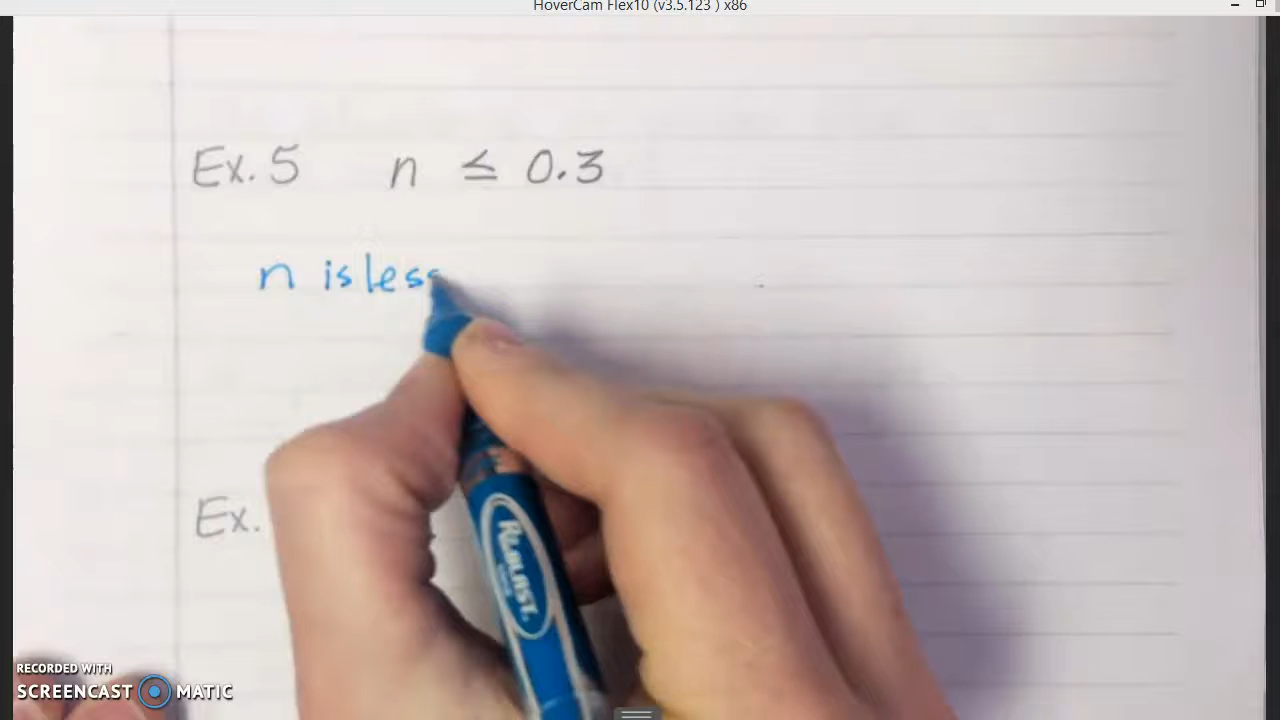 HoverCam Flex10 (v3.5.123 ) x86
Ex. 5 n ≤ 0.3
n is less
Ex.
RECORDED WITH
SCREENCAST MATIC